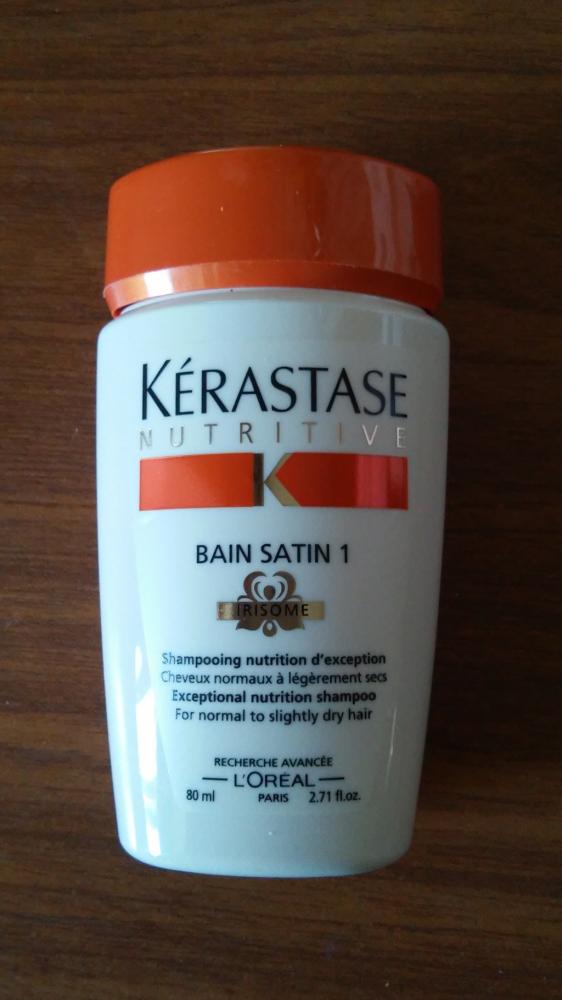 KÉRASTASE
NUTRITIVE
K
BAIN SATIN 1
IRISOME
Shampooing nutrition d'exception
Cheveux normaux à légèrement secs
Exceptional nutrition shampoo
For normal to slightly dry hair
RECHERCHE AVANCÉE
L'ORÉAL
80 ml PARIS 2.71 fl.oz.